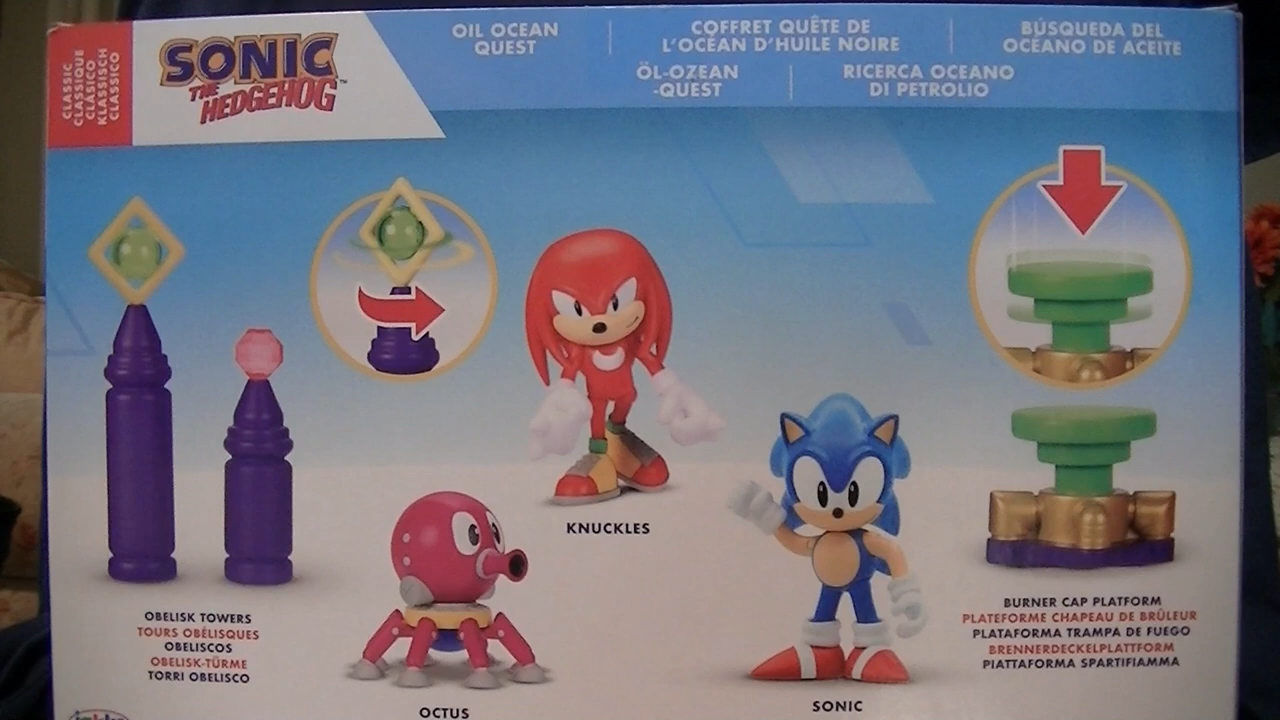 CLASSIC
CLASSIQUE
CLÁSICO
KLASSISCH
CLASSICO
SONIC
THE
HEDGEHOG™
OIL OCEAN
QUEST
COFFRET QUÊTE DE
L'OCÉAN D'HUILE NOIRE
BÚSQUEDA DEL
OCÉANO DE ACEITE
ÖL-OZEAN
-QUEST
RICERCA OCEANO
DI PETROLIO
KNUCKLES
OBELISK TOWERS
TOURS OBÉLISQUES
OBELISCOS
OBELISK-TÜRME
TORRI OBELISCO
OCTUS
SONIC
BURNER CAP PLATFORM
PLATEFORME CHAPEAU DE BRÛLEUR
PLATAFORMA TRAMPA DE FUEGO
BRENNERDECKELPLATTFORM
PIATTAFORMA SPARTIFIAMMA